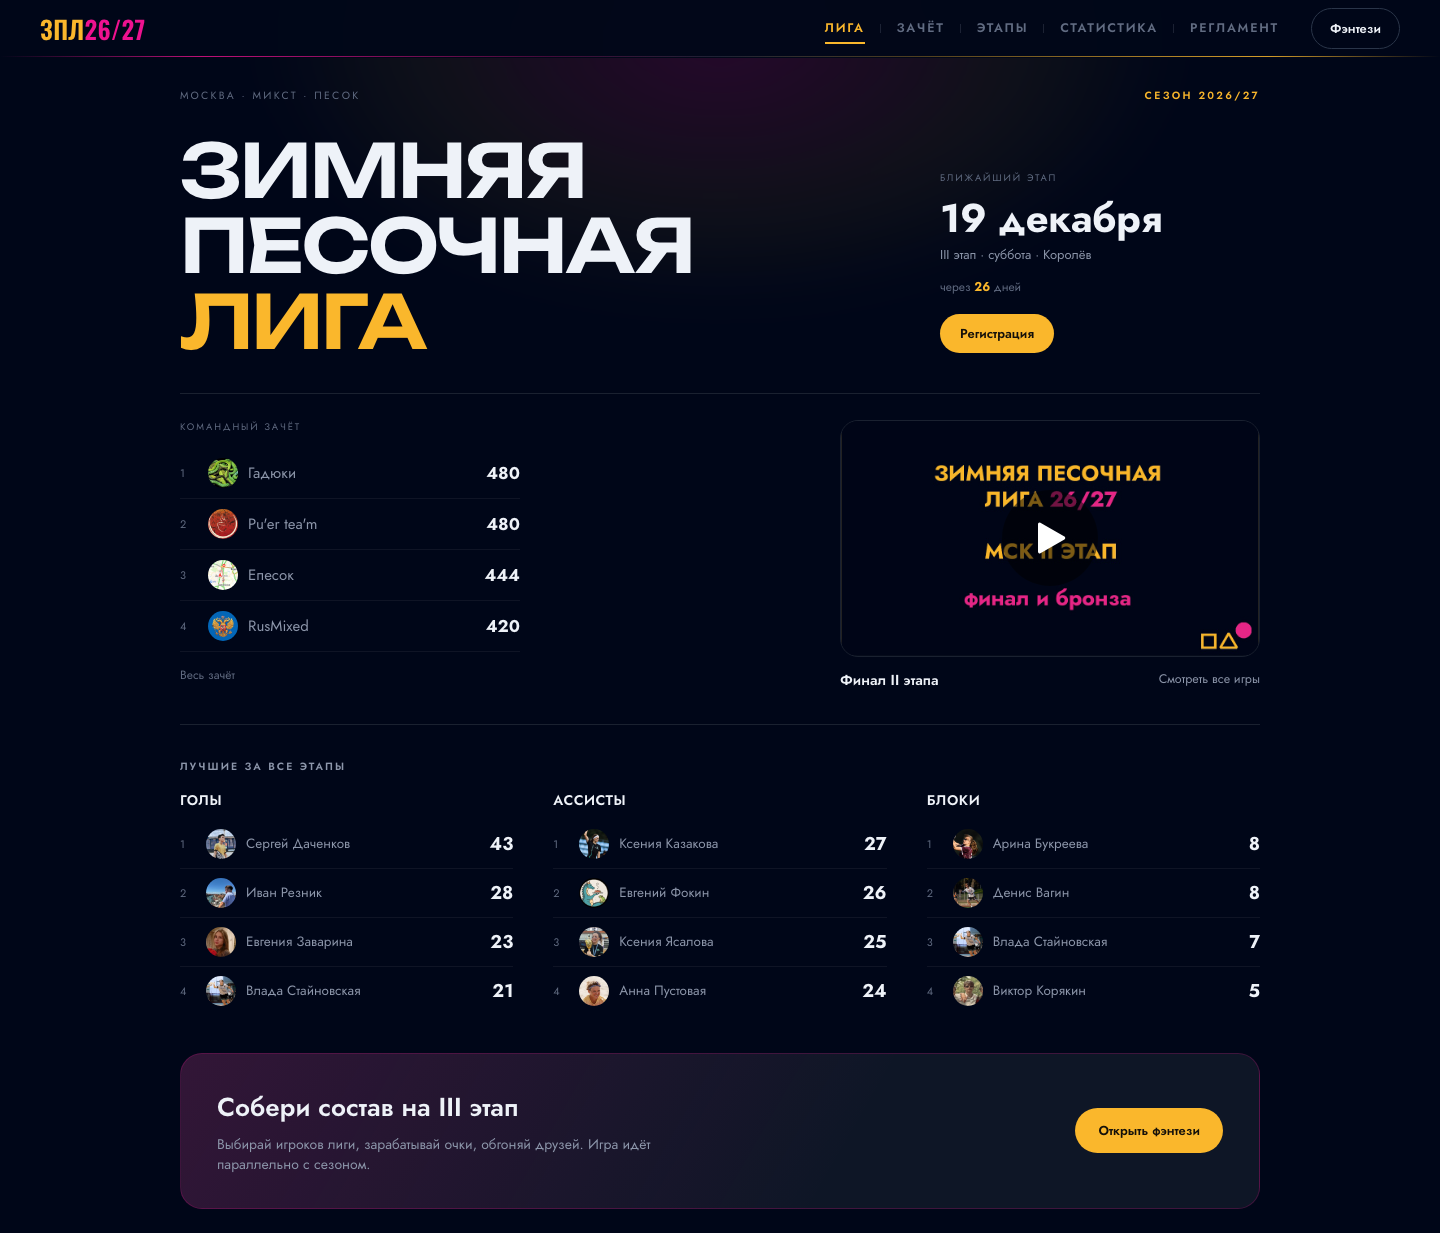 ЗПЛ26/27
ЛИГА
ЗАЧЁТ
ЭТАПЫ
СТАТИСТИКА
РЕГЛАМЕНТ
Фэнтези
МОСКВА · МИКСТ · ПЕСОК
СЕЗОН 2026/27
ЗИМНЯЯ
ПЕСОЧНАЯ
ЛИГА
БЛИЖАЙШИЙ ЭТАП
19 декабря
III этап · суббота · Королёв
через 26 дней
Регистрация
КОМАНДНЫЙ ЗАЧЁТ
1 Гадюки 480
2 Pu'er tea'm 480
3 Епесок 444
4 RusMixed 420
Весь зачёт
ЗИМНЯЯ ПЕСОЧНАЯ
ЛИГА 26/27
МСК II ЭТАП
финал и бронза
Финал II этапа
Смотреть все игры
ЛУЧШИЕ ЗА ВСЕ ЭТАПЫ
ГОЛЫ
1 Сергей Даченков 43
2 Иван Резник 28
3 Евгения Заварина 23
4 Влада Стайновская 21
АССИСТЫ
1 Ксения Казакова 27
2 Евгений Фокин 26
3 Ксения Ясалова 25
4 Анна Пустовая 24
БЛОКИ
1 Арина Букреева 8
2 Денис Вагин 8
3 Влада Стайновская 7
4 Виктор Корякин 5
Собери состав на III этап
Выбирай игроков лиги, зарабатывай очки, обгоняй друзей. Игра идёт
параллельно с сезоном.
Открыть фэнтези